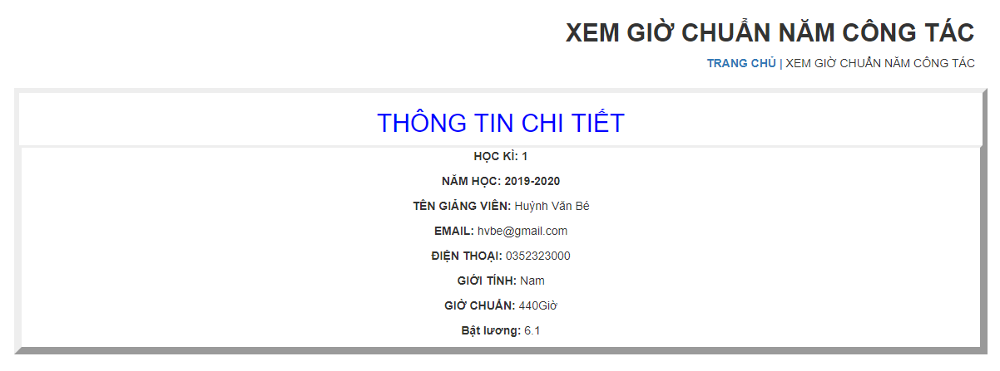 XEM GIỜ CHUẨN NĂM CÔNG TÁC
TRANG CHỦ | XEM GIỜ CHUẨN NĂM CÔNG TÁC
THÔNG TIN CHI TIẾT
HỌC KÌ: 1
NĂM HỌC: 2019-2020
TÊN GIẢNG VIÊN: Huỳnh Văn Bé
EMAIL: hvbe@gmail.com
ĐIỆN THOẠI: 0352323000
GIỚI TÍNH: Nam
GIỜ CHUẨN: 440Giờ
Bật lương: 6.1